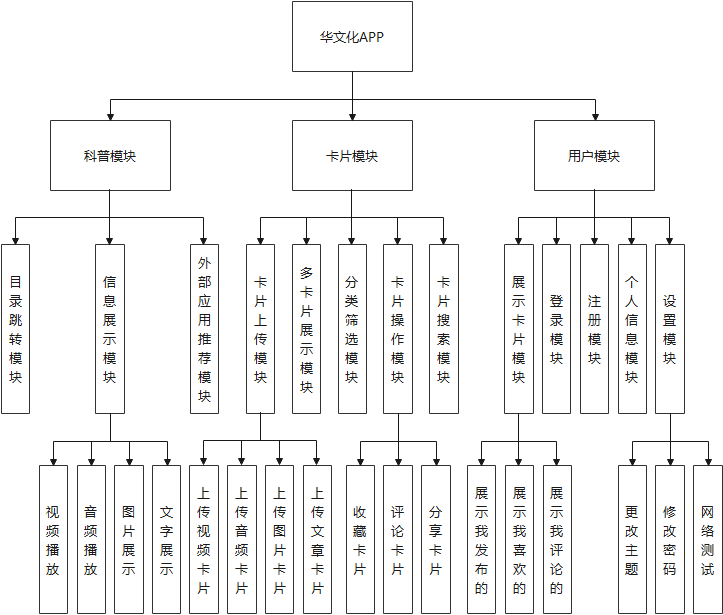 华文化APP
科普模块
卡片模块
用户模块
目录跳转模块
信息展示模块
外部应用推荐模块
卡片上传模块
多卡片展示模块
分类筛选模块
卡片操作模块
卡片搜索模块
展示卡片模块
登录模块
注册模块
个人信息模块
设置模块
视频播放
音频播放
图片展示
文字展示
上传视频卡片
上传音频卡片
上传图片卡片
上传文章卡片
收藏卡片
评论卡片
分享卡片
展示我发布的
展示我喜欢的
展示我评论的
更改主题
修改密码
网络测试